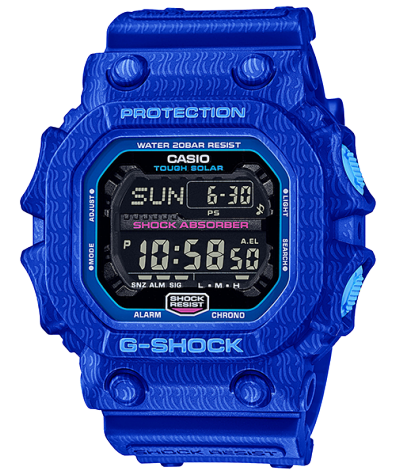 PROTECTION
WATER 20BAR RESIST
CASIO
TOUGH SOLAR
ADJUST
LIGHT
SUN 6-30
PS
SHOCK ABSORBER
P A.EL
10:58 50
MODE
SEARCH
SNZ ALM SIG L • M • H
SHOCK
RESIST
ALARM CHRONO
G-SHOCK